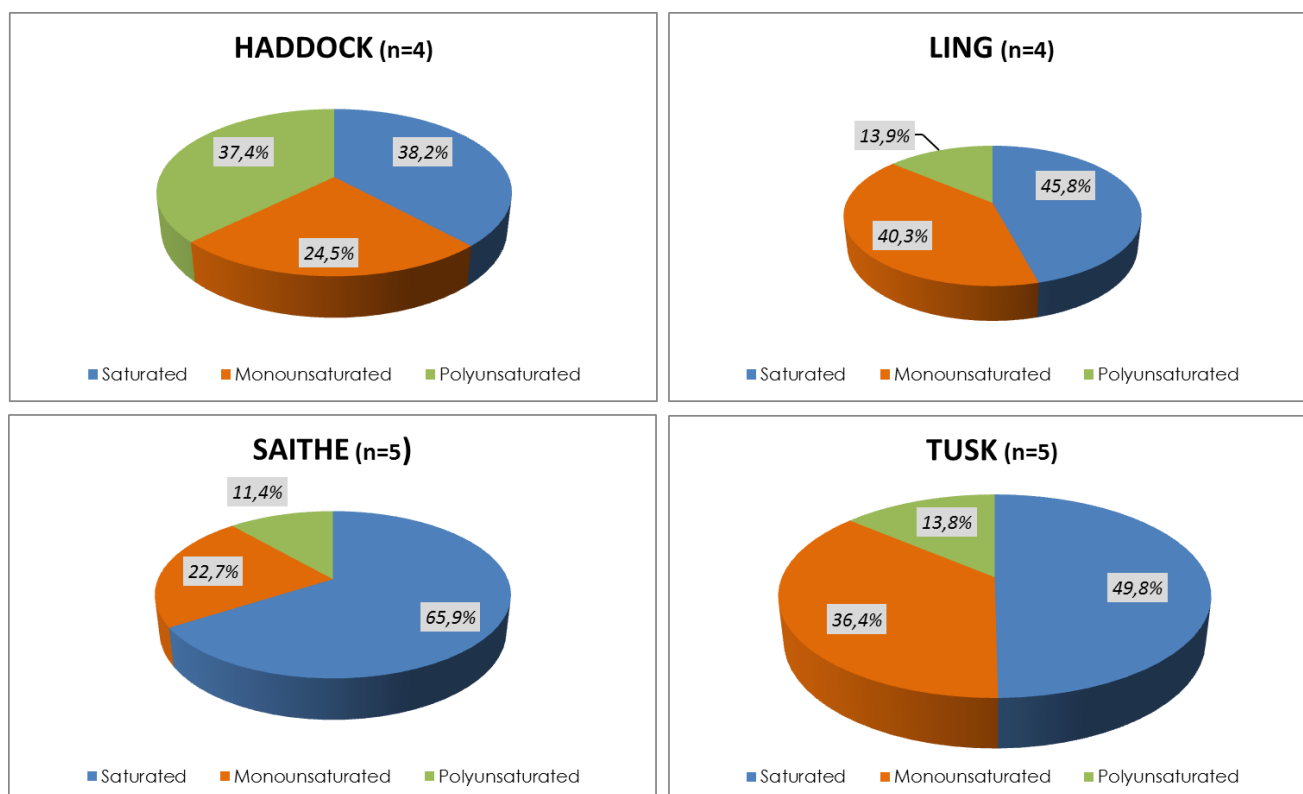 HADDOCK (n=4)
37,4%
38,2%
24,5%
Saturated Monounsaturated Polyunsaturated
LING (n=4)
13,9%
45,8%
40,3%
Saturated Monounsaturated Polyunsaturated
SAITHE (n=5)
11,4%
22,7%
65,9%
Saturated Monounsaturated Polyunsaturated
TUSK (n=5)
13,8%
49,8%
36,4%
Saturated Monounsaturated Polyunsaturated